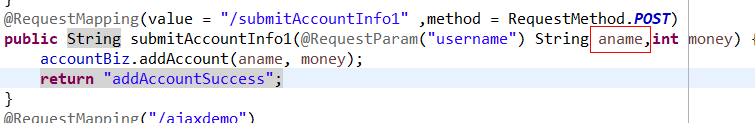 }
@RequestMapping(value = "/submitAccountInfo1" ,method = RequestMethod.POST)
public String submitAccountInfo1(@RequestParam("username") String aname,int money) {
accountBiz.addAccount(aname, money);
return "addAccountSuccess";
}
@RequestMapping("/ajaxdemo")